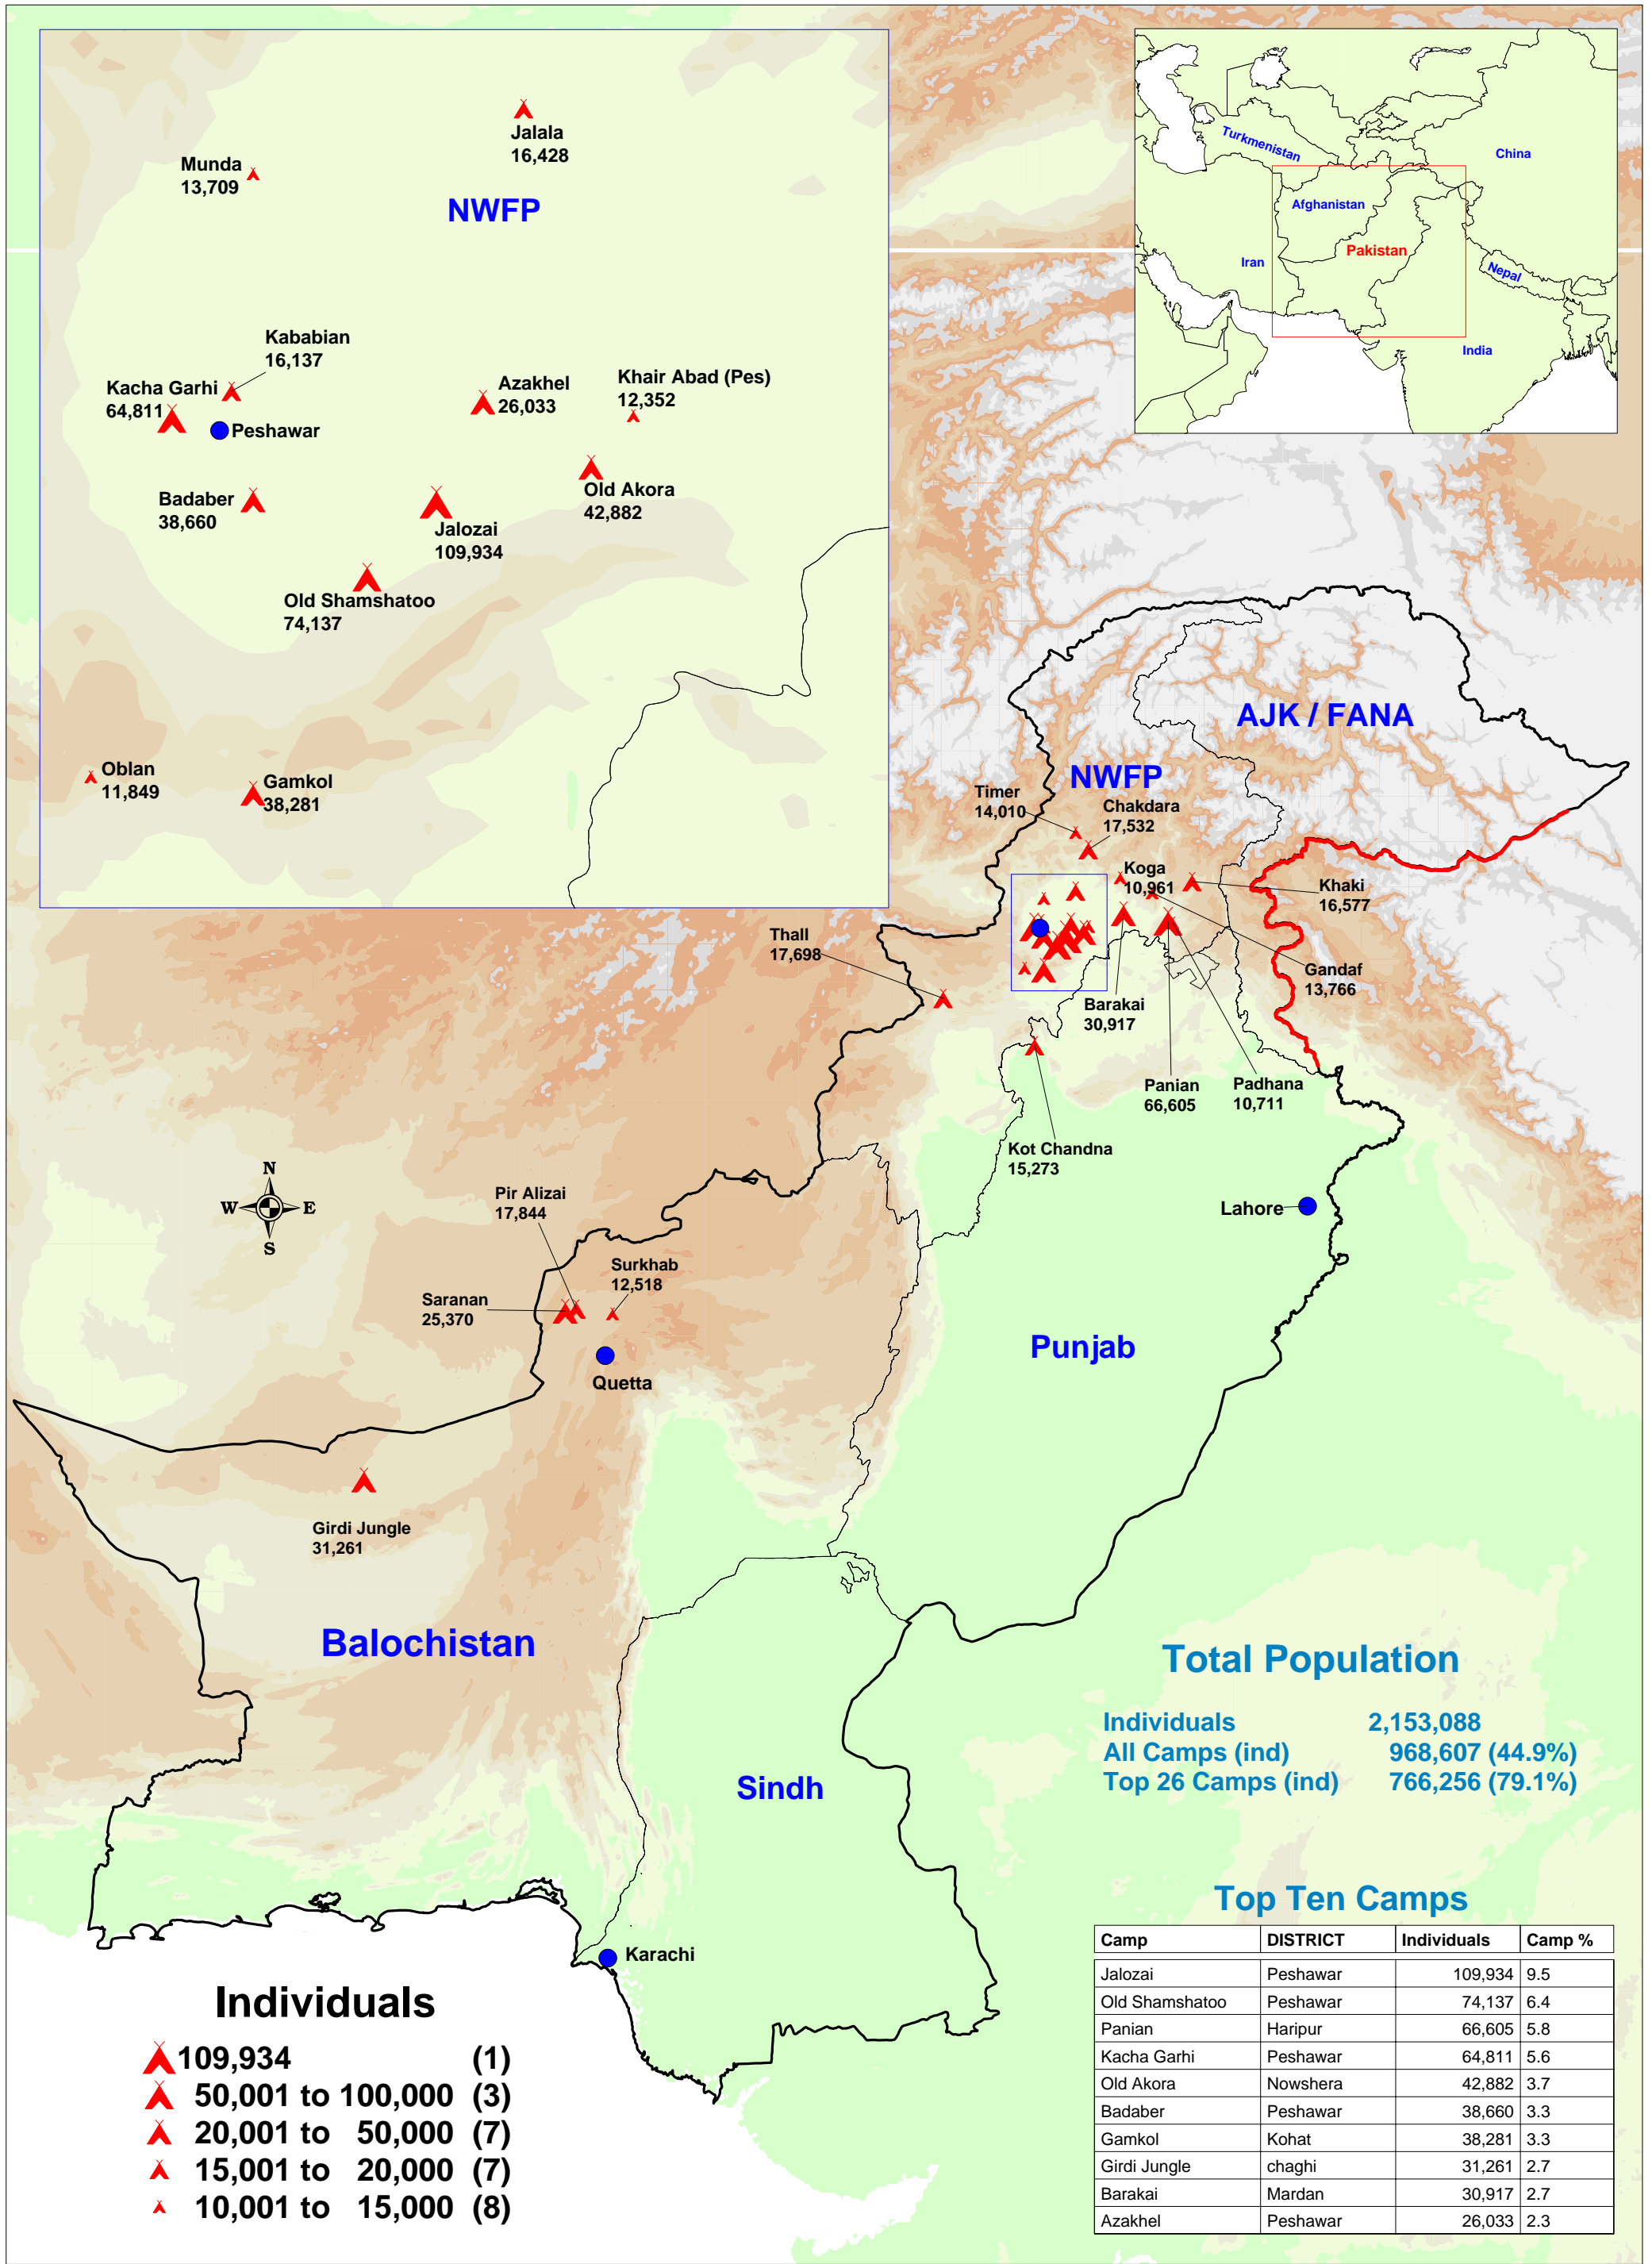 Jalala
16,428
Munda
13,709
NWFP
Kababian
16,137
Kacha Garhi
64,811
Peshawar
Azakhel
26,033
Khair Abad (Pes)
12,352
Badaber
38,660
Jalozai
109,934
Old Akora
42,882
Old Shamshatoo
74,137
Oblan
11,849
Gamkol
38,281
Turkmenistan
China
Afghanistan
Pakistan
Iran
Nepal
India
AJK / FANA
NWFP
Timer
14,010
Chakdara
17,532
Koga
10,961
Khaki
16,577
Thall
17,698
Gandaf
13,766
Barakai
30,917
Panian
66,605
Padhana
10,711
Kot Chandna
15,273
N
W E
S
Pir Alizai
17,844
Surkhab
12,518
Saranan
25,370
Quetta
Lahore
Punjab
Girdi Jungle
31,261
Balochistan
Sindh
Karachi
Total Population
Individuals 2,153,088
All Camps (ind) 968,607 (44.9%)
Top 26 Camps (ind) 766,256 (79.1%)
Top Ten Camps
Camp DISTRICT Individuals Camp %
Jalozai Peshawar 109,934 9.5
Old Shamshatoo Peshawar 74,137 6.4
Panian Haripur 66,605 5.8
Kacha Garhi Peshawar 64,811 5.6
Old Akora Nowshera 42,882 3.7
Badaber Peshawar 38,660 3.3
Gamkol Kohat 38,281 3.3
Girdi Jungle chaghi 31,261 2.7
Barakai Mardan 30,917 2.7
Azakhel Peshawar 26,033 2.3
Individuals
109,934 (1)
50,001 to 100,000 (3)
20,001 to 50,000 (7)
15,001 to 20,000 (7)
10,001 to 15,000 (8)